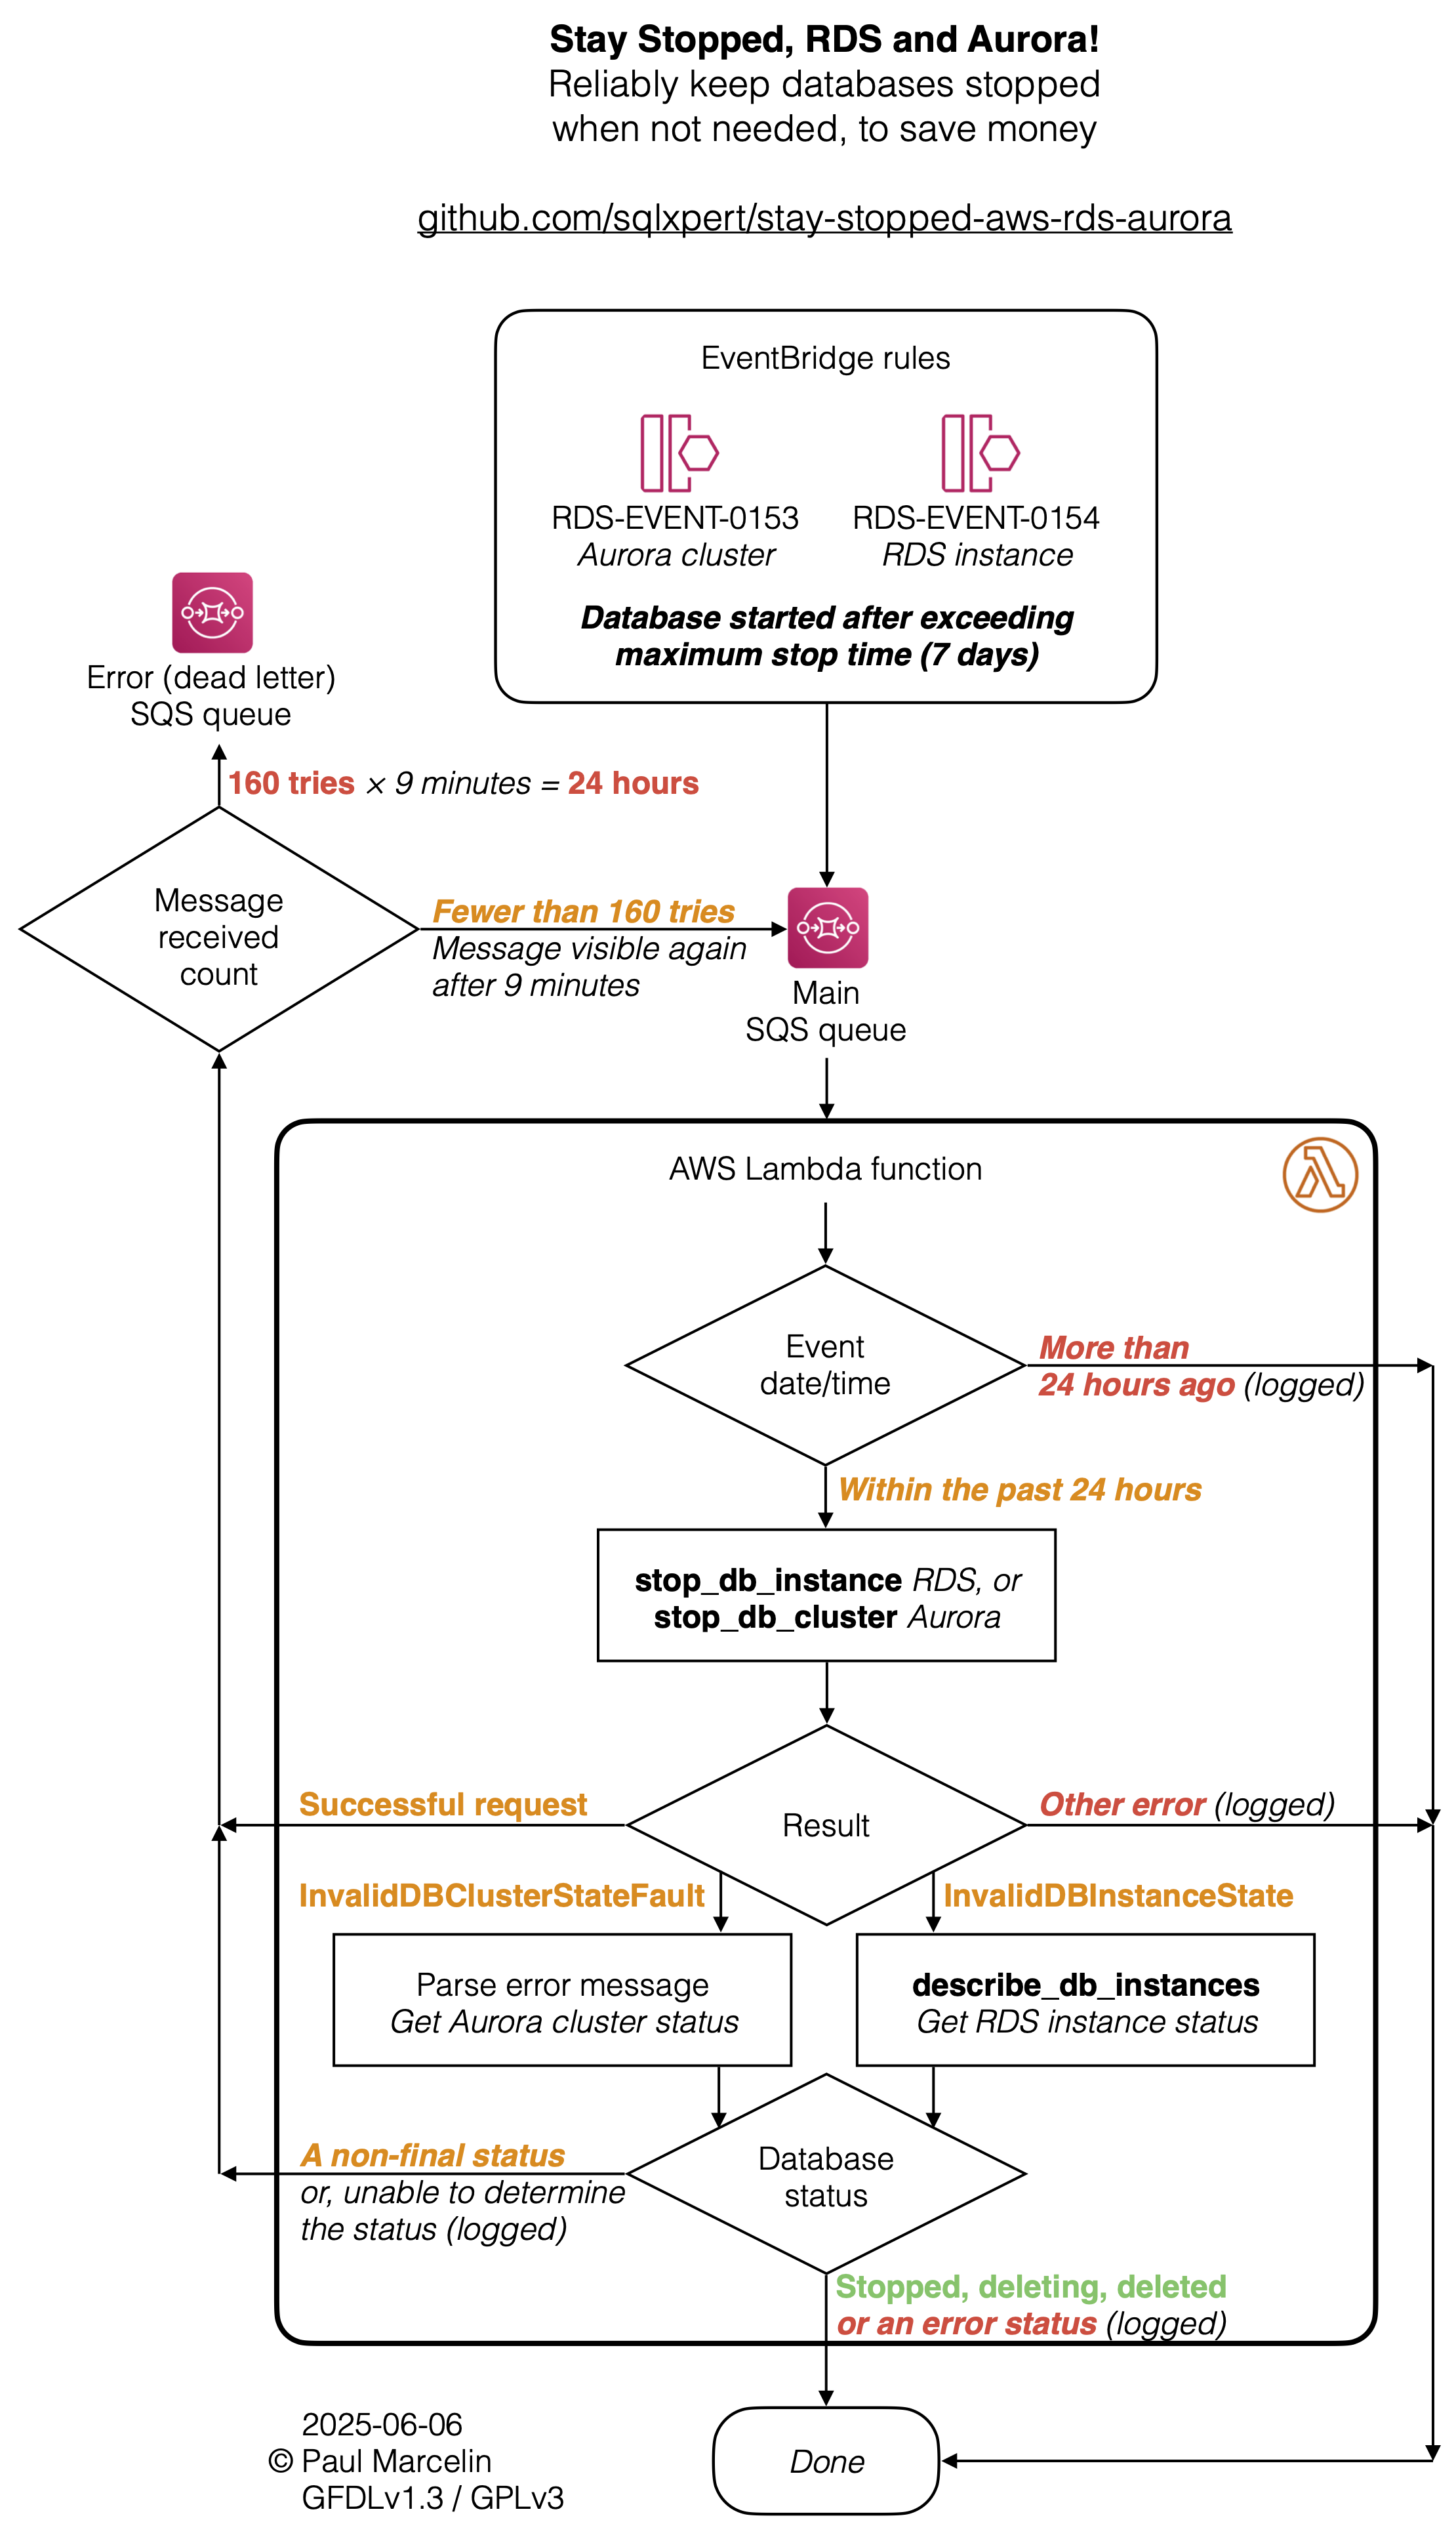 Stay Stopped, RDS and Aurora!
Reliably keep databases stopped
when not needed, to save money
github.com/sqlxpert/stay-stopped-aws-rds-aurora
EventBridge rules
RDS-EVENT-0153
Aurora cluster
RDS-EVENT-0154
RDS instance
Database started after exceeding
maximum stop time (7 days)
Error (dead letter)
SQS queue
160 tries × 9 minutes = 24 hours
Message
received
count
Fewer than 160 tries
Message visible again
after 9 minutes
Main
SQS queue
AWS Lambda function
Event
date/time
More than
24 hours ago (logged)
Within the past 24 hours
stop_db_instance RDS, or
stop_db_cluster Aurora
Successful request
Result
Other error (logged)
InvalidDBClusterStateFault
InvalidDBInstanceState
Parse error message
Get Aurora cluster status
describe_db_instances
Get RDS instance status
A non-final status
or, unable to determine
the status (logged)
Database
status
Stopped, deleting, deleted
or an error status (logged)
Done
2025-06-06
© Paul Marcelin
GFDLv1.3 / GPLv3